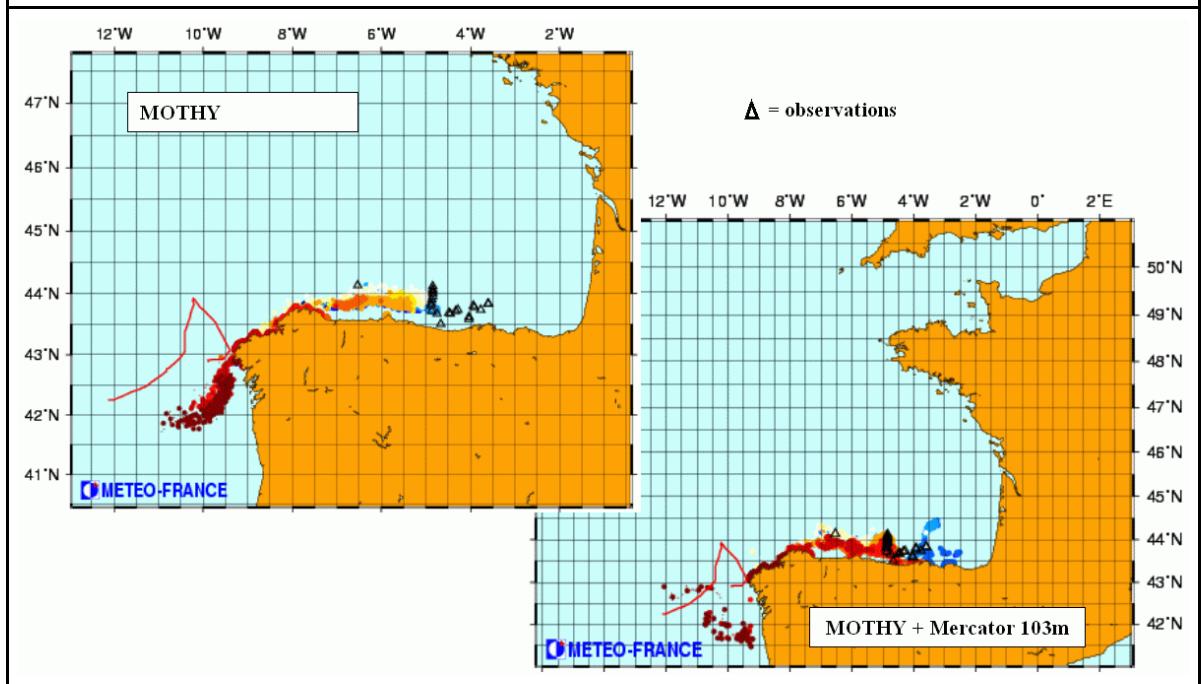 12°W 10°W 8°W 6°W 4°W 2°W
MOTHY
Δ = observations
47°N
46°N
45°N
44°N
43°N
42°N
41°N
METEO-FRANCE
12°W 10°W 8°W 6°W 4°W 2°W 0° 2°E
50°N
49°N
48°N
47°N
46°N
45°N
44°N
43°N
42°N
MOTHY + Mercator 103m
METEO-FRANCE